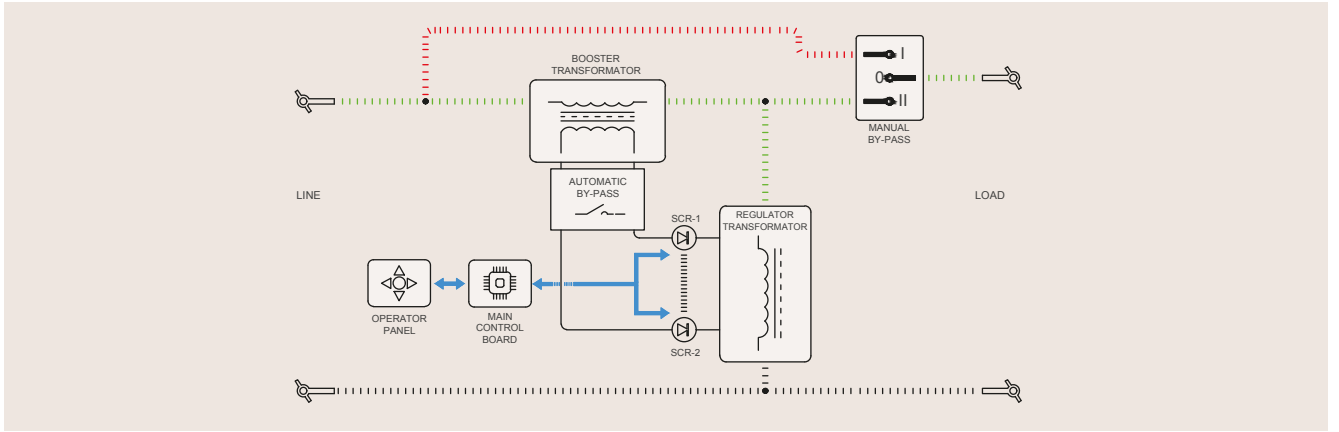 BOOSTER
TRANSFORMATOR
I
0
II
MANUAL
BY-PASS
LINE
AUTOMATIC
BY-PASS
LOAD
SCR-1
REGULATOR
TRANSFORMATOR
OPERATOR
PANEL
MAIN
CONTROL
BOARD
SCR-2